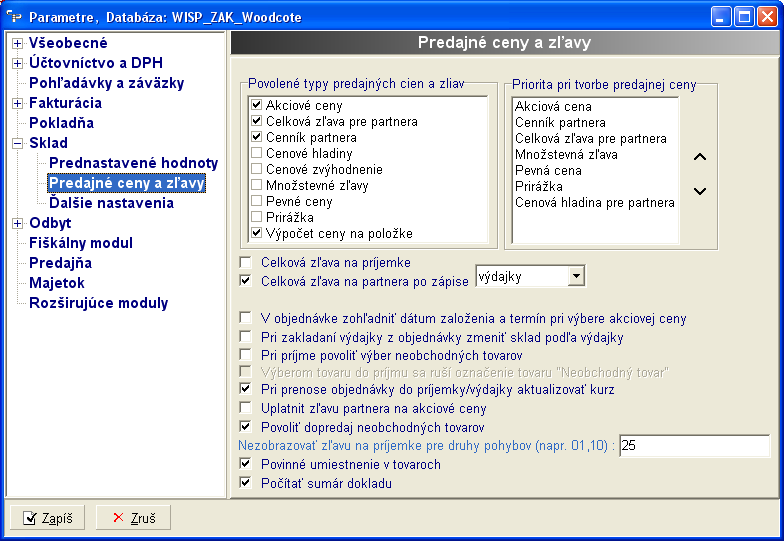 Parametre, Databáza: WISP_ZAK_Woodcote
Všeobecné
Účtovníctvo a DPH
Pohľadávky a záväzky
Fakturácia
Pokladňa
Sklad
Prednastavené hodnoty
Predajné ceny a zľavy
Ďalšie nastavenia
Odbyt
Fiškálny modul
Predajňa
Majetok
Rozširujúce moduly
Predajné ceny a zľavy
Povolené typy predajných cien a zliav
Akciové ceny
Celková zľava pre partnera
Cenník partnera
Cenové hladiny
Cenové zvýhodnenie
Množstevné zľavy
Pevné ceny
Prirážka
Výpočet ceny na položke
Priorita pri tvorbe predajnej ceny
Akciová cena
Cenník partnera
Celková zľava pre partnera
Množstvená zľava
Pevná cena
Prirážka
Cenová hladina pre partnera
Celková zľava na príjemke
Celková zľava na partnera po zápise výdajky
V objednávke zohľadniť dátum založenia a termín pri výbere akciovej ceny
Pri zakladaní výdajky z objednávky zmeniť sklad podľa výdajky
Pri príjme povoliť výber neobchodných tovarov
Výberom tovaru do príjmu sa ruší označenie tovaru "Neobchodný tovar"
Pri prenose objednávky do príjemky/výdajky aktualizovať kurz
Uplatnit zľavu partnera na akciové ceny
Povoliť dopredaj neobchodných tovarov
Nezobrazovať zľavu na príjemke pre druhy pohybov (napr. 01,10) : 25
Povinné umiestnenie v tovaroch
Počítať sumár dokladu
Zapíš Zruš